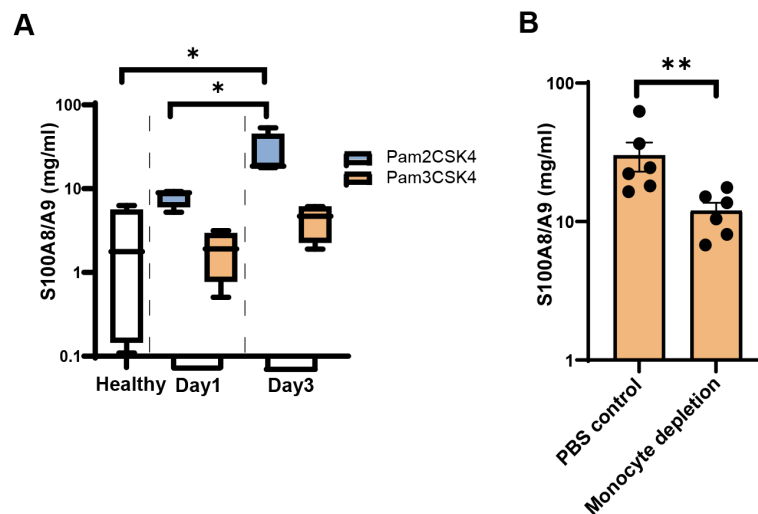 A
*
*
S100A8/A9 (mg/ml)
100
10
1
0.1
Healthy
Day1
Day3
Pam2CSK4
Pam3CSK4
B
**
S100A8/A9 (mg/ml)
100
10
1
PBS control
Monocyte depletion